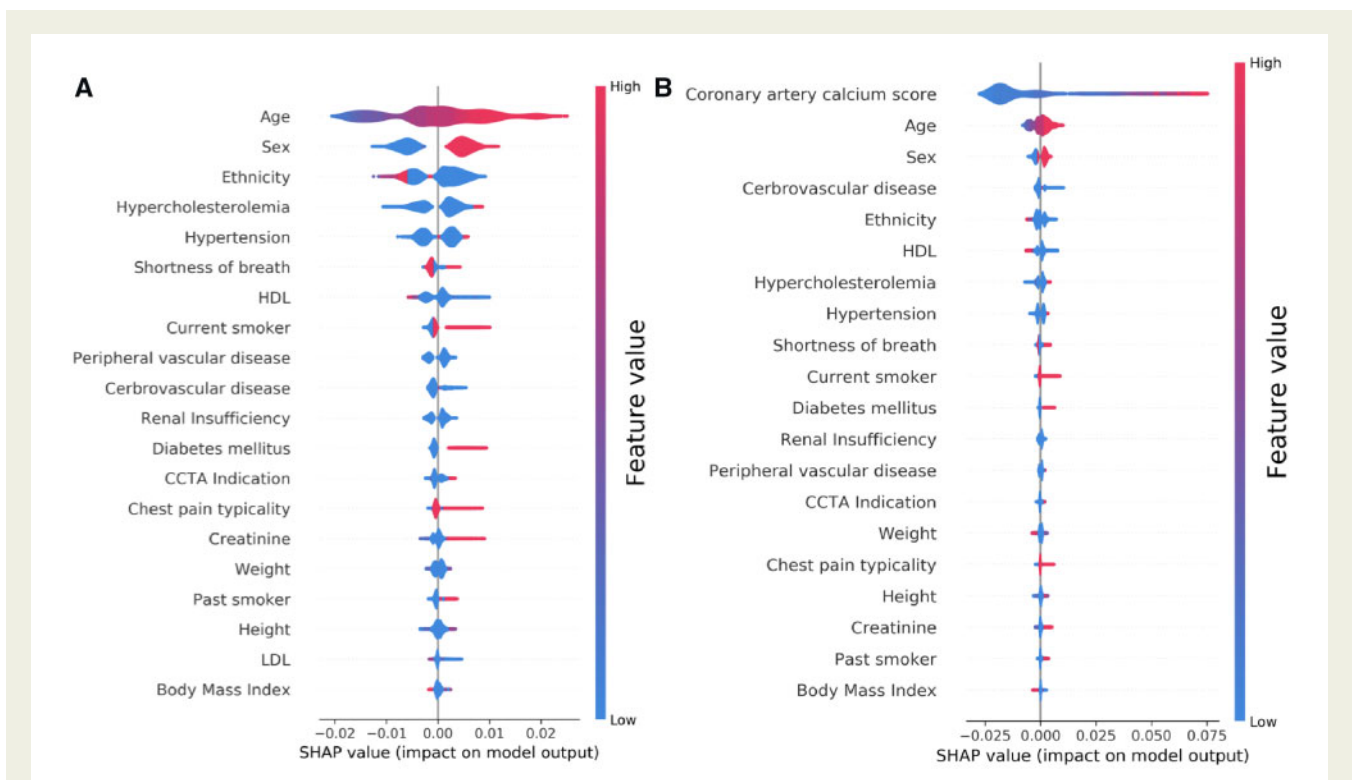 A
High
Age
Sex
Ethnicity
Hypercholesterolemia
Hypertension
Shortness of breath
HDL
Current smoker
Peripheral vascular disease
Cerbrovascular disease
Renal Insufficiency
Diabetes mellitus
CCTA Indication
Chest pain typicality
Creatinine
Weight
Past smoker
Height
LDL
Body Mass Index
Low
Feature value
−0.02 −0.01 0.00 0.01 0.02
SHAP value (impact on model output)
B
High
Coronary artery calcium score
Age
Sex
Cerbrovascular disease
Ethnicity
HDL
Hypercholesterolemia
Hypertension
Shortness of breath
Current smoker
Diabetes mellitus
Renal Insufficiency
Peripheral vascular disease
CCTA Indication
Weight
Chest pain typicality
Height
Creatinine
Past smoker
Body Mass Index
Low
Feature value
−0.025 0.000 0.025 0.050 0.075
SHAP value (impact on model output)